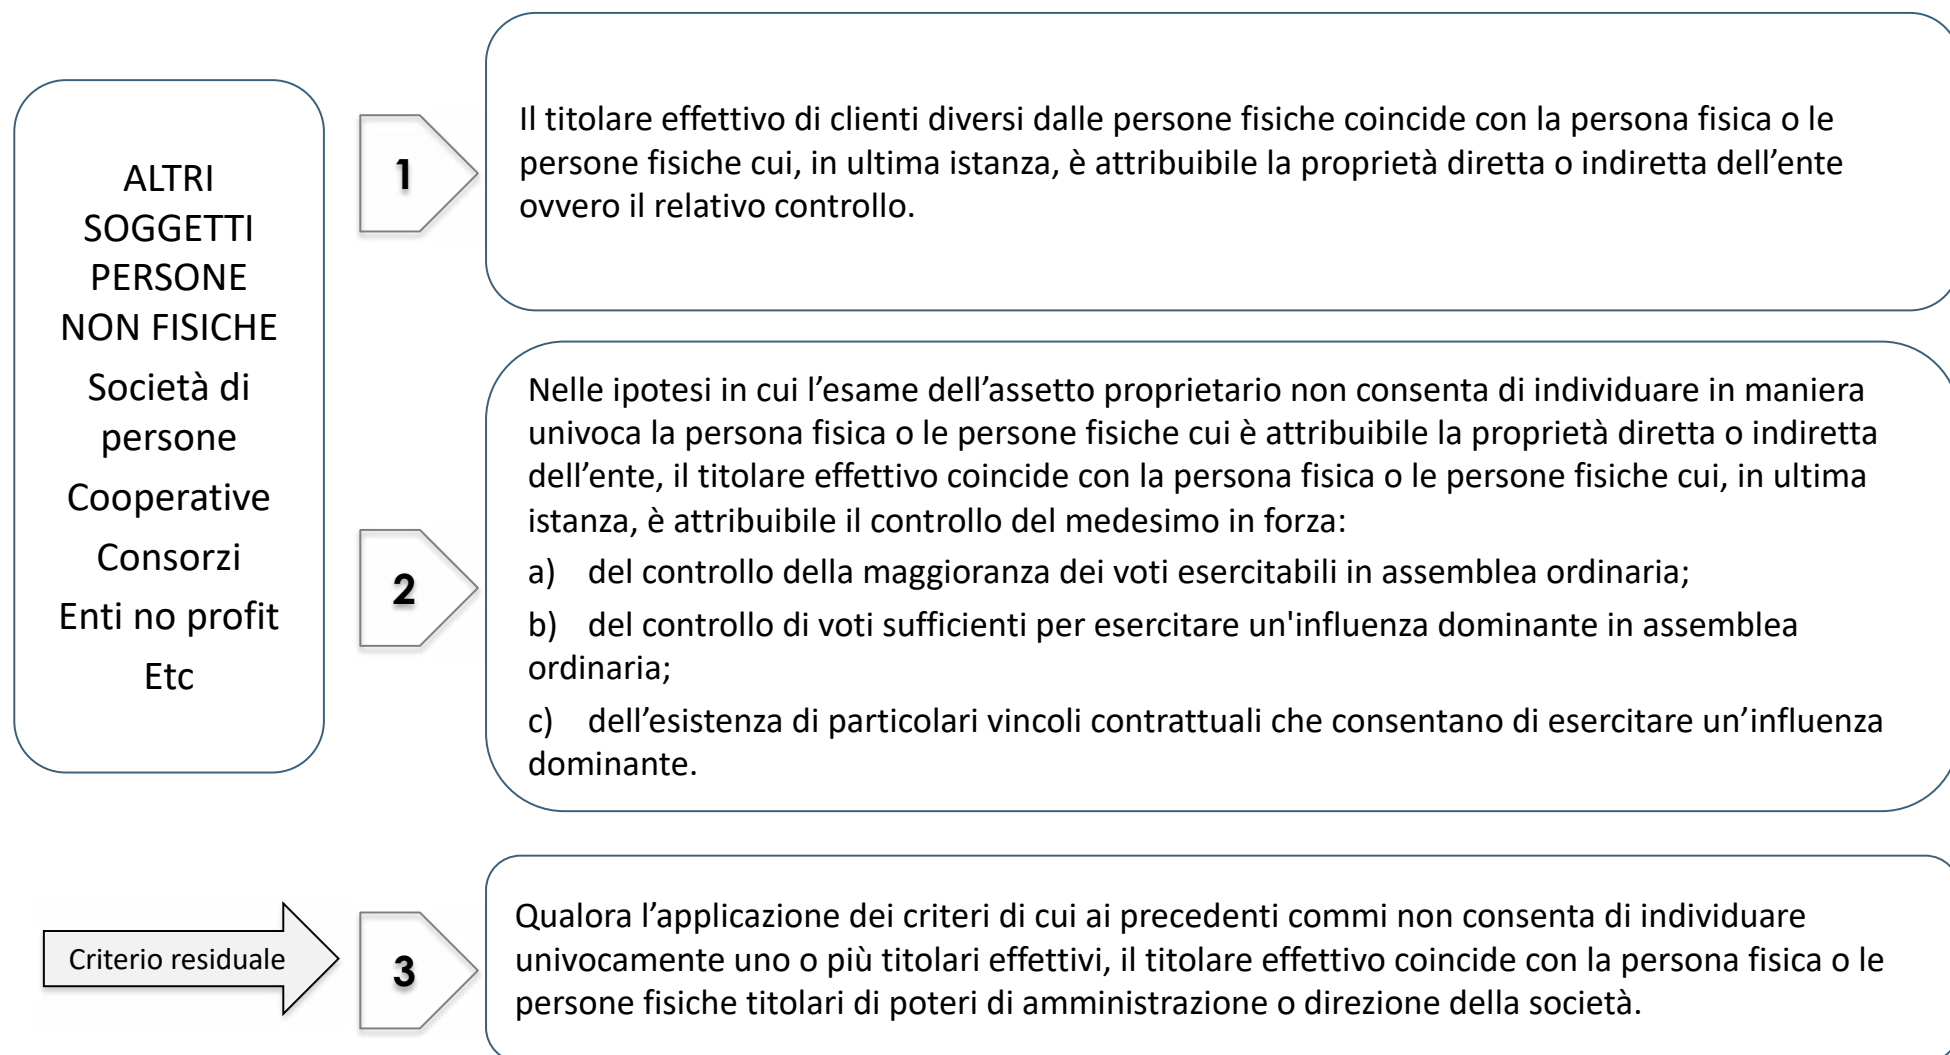 ALTRI
SOGGETTI
PERSONE
NON FISICHE
Società di
persone
Cooperative
Consorzi
Enti no profit
Etc
1
Il titolare effettivo di clienti diversi dalle persone fisiche coincide con la persona fisica o le
persone fisiche cui, in ultima istanza, è attribuibile la proprietà diretta o indiretta dell’ente
ovvero il relativo controllo.
2
Nelle ipotesi in cui l’esame dell’assetto proprietario non consenta di individuare in maniera
univoca la persona fisica o le persone fisiche cui è attribuibile la proprietà diretta o indiretta
dell’ente, il titolare effettivo coincide con la persona fisica o le persone fisiche cui, in ultima
istanza, è attribuibile il controllo del medesimo in forza:
a) del controllo della maggioranza dei voti esercitabili in assemblea ordinaria;
b) del controllo di voti sufficienti per esercitare un'influenza dominante in assemblea
ordinaria;
c) dell’esistenza di particolari vincoli contrattuali che consentano di esercitare un’influenza
dominante.
Criterio residuale
3
Qualora l’applicazione dei criteri di cui ai precedenti commi non consenta di individuare
univocamente uno o più titolari effettivi, il titolare effettivo coincide con la persona fisica o le
persone fisiche titolari di poteri di amministrazione o direzione della società.